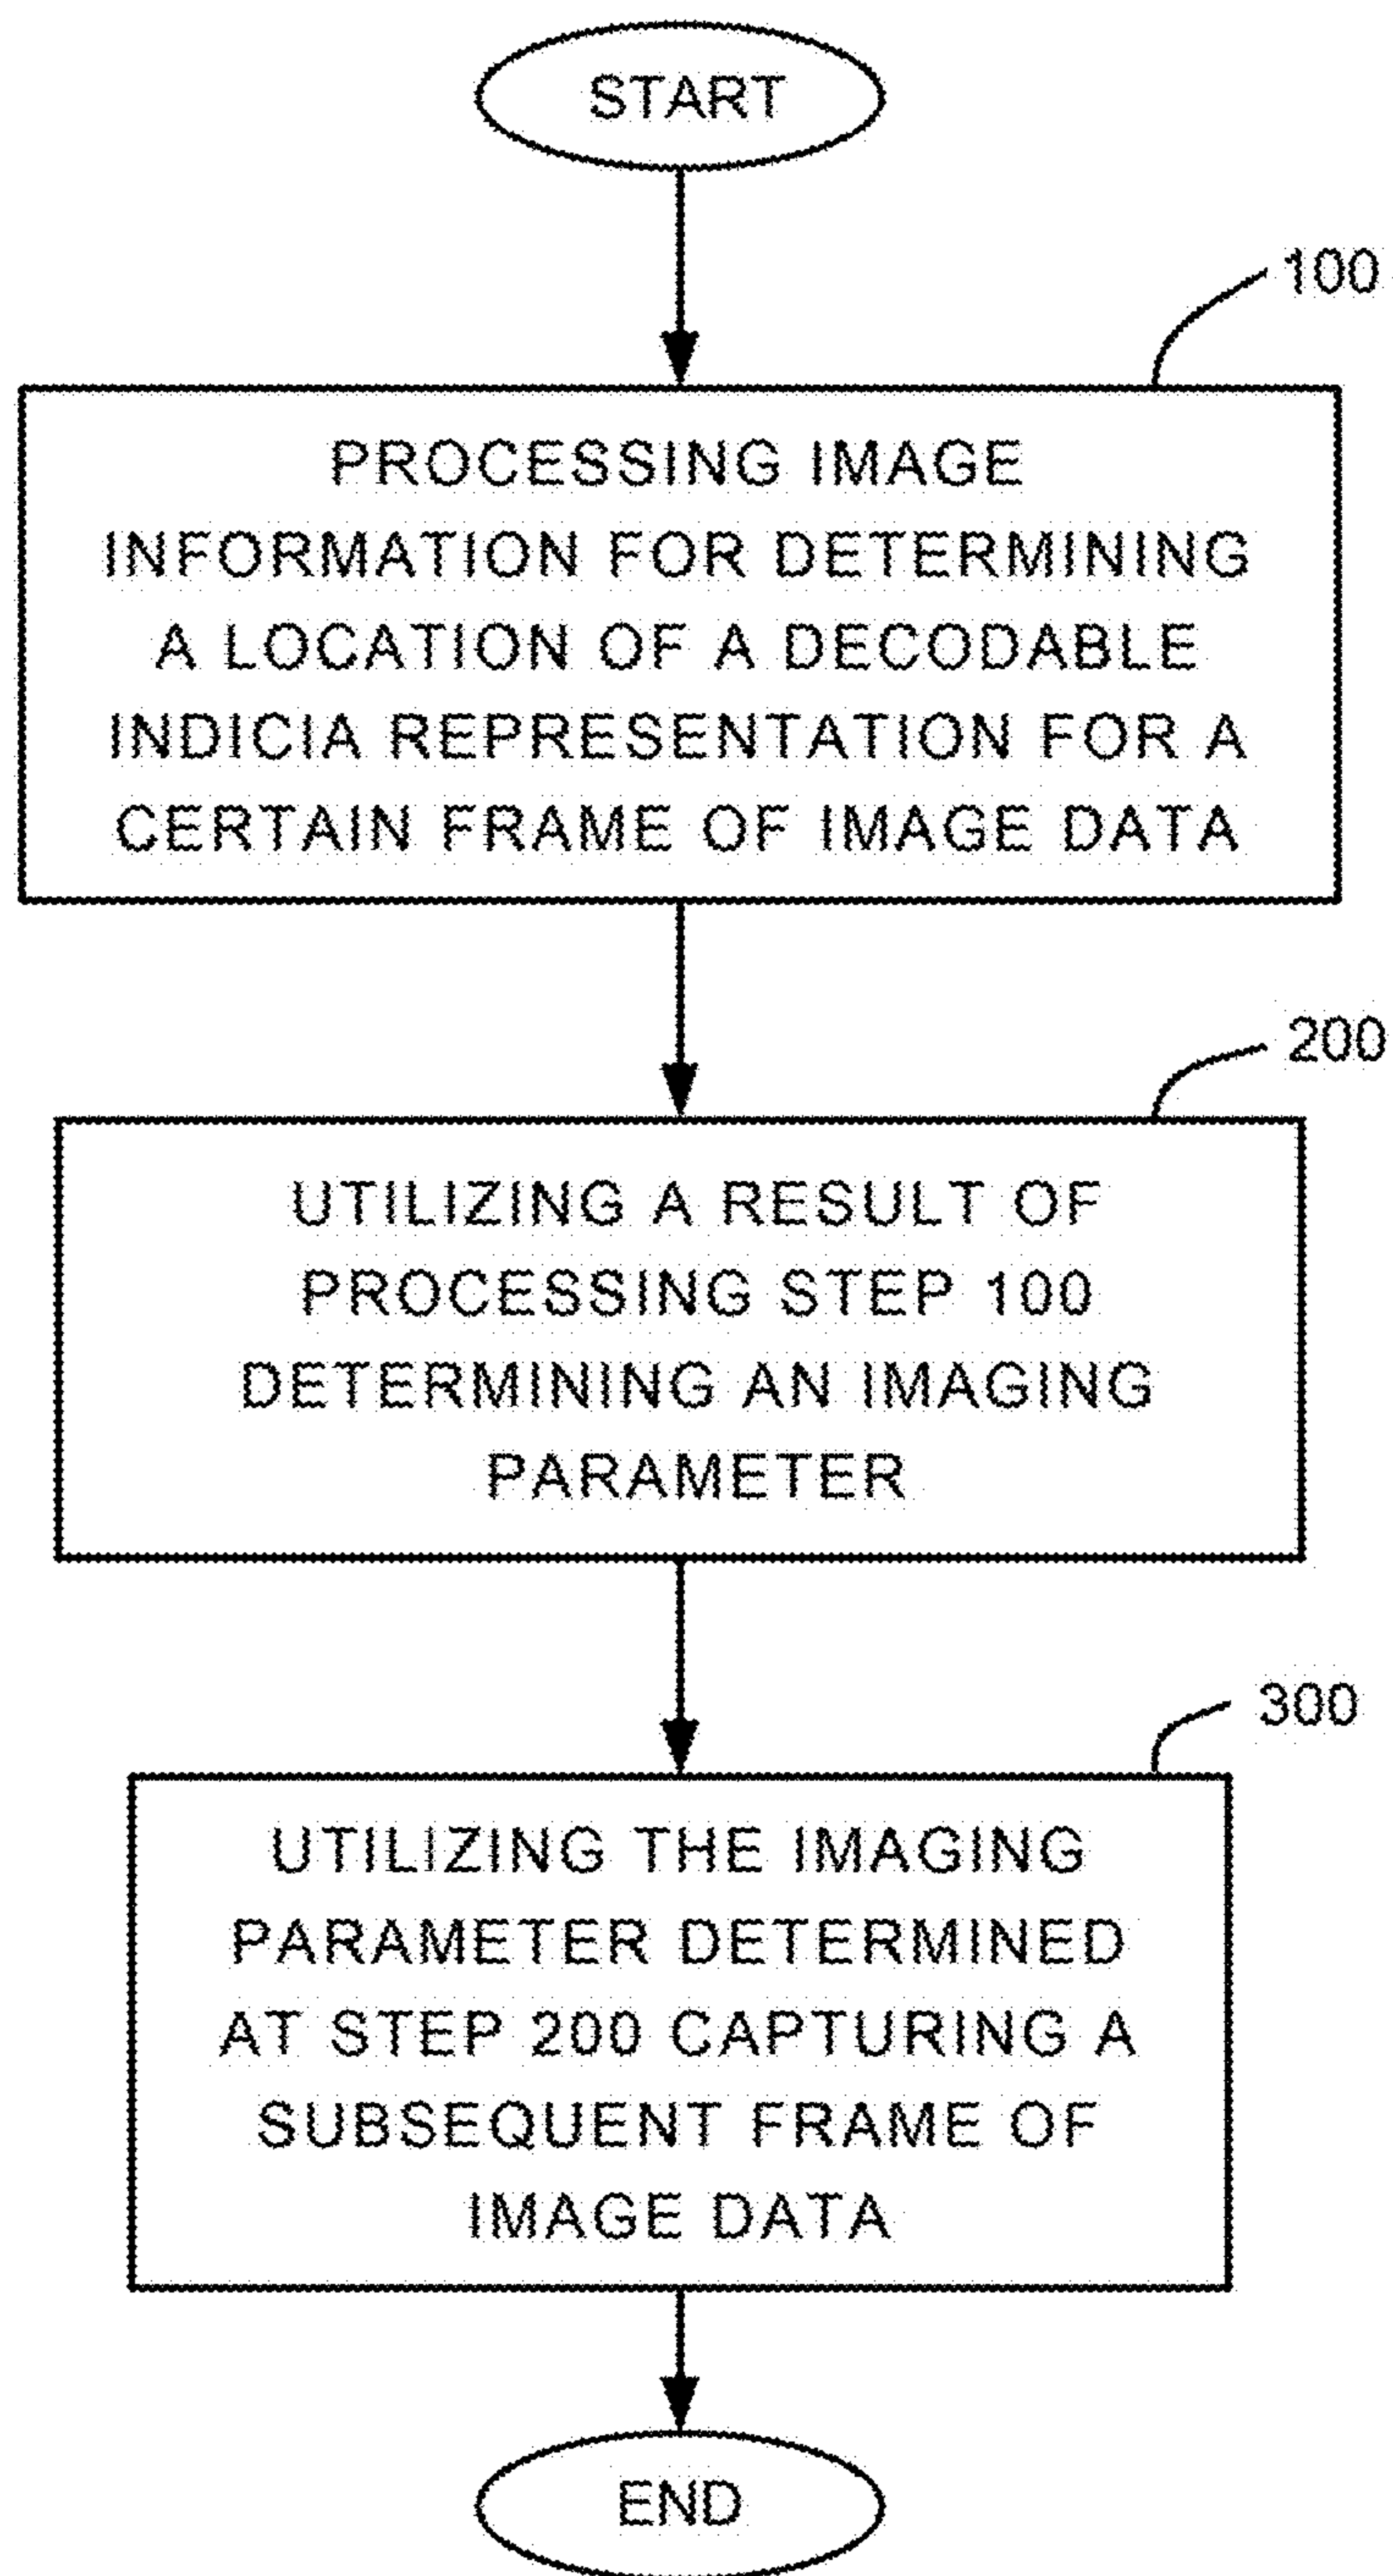 START
100
PROCESSING IMAGE
INFORMATION FOR DETERMINING
A LOCATION OF A DECODABLE
INDICIA REPRESENTATION FOR A
CERTAIN FRAME OF IMAGE DATA
200
UTILIZING A RESULT OF
PROCESSING STEP 100
DETERMINING AN IMAGING
PARAMETER
300
UTILIZING THE IMAGING
PARAMETER DETERMINED
AT STEP 200 CAPTURING A
SUBSEQUENT FRAME OF
IMAGE DATA
END